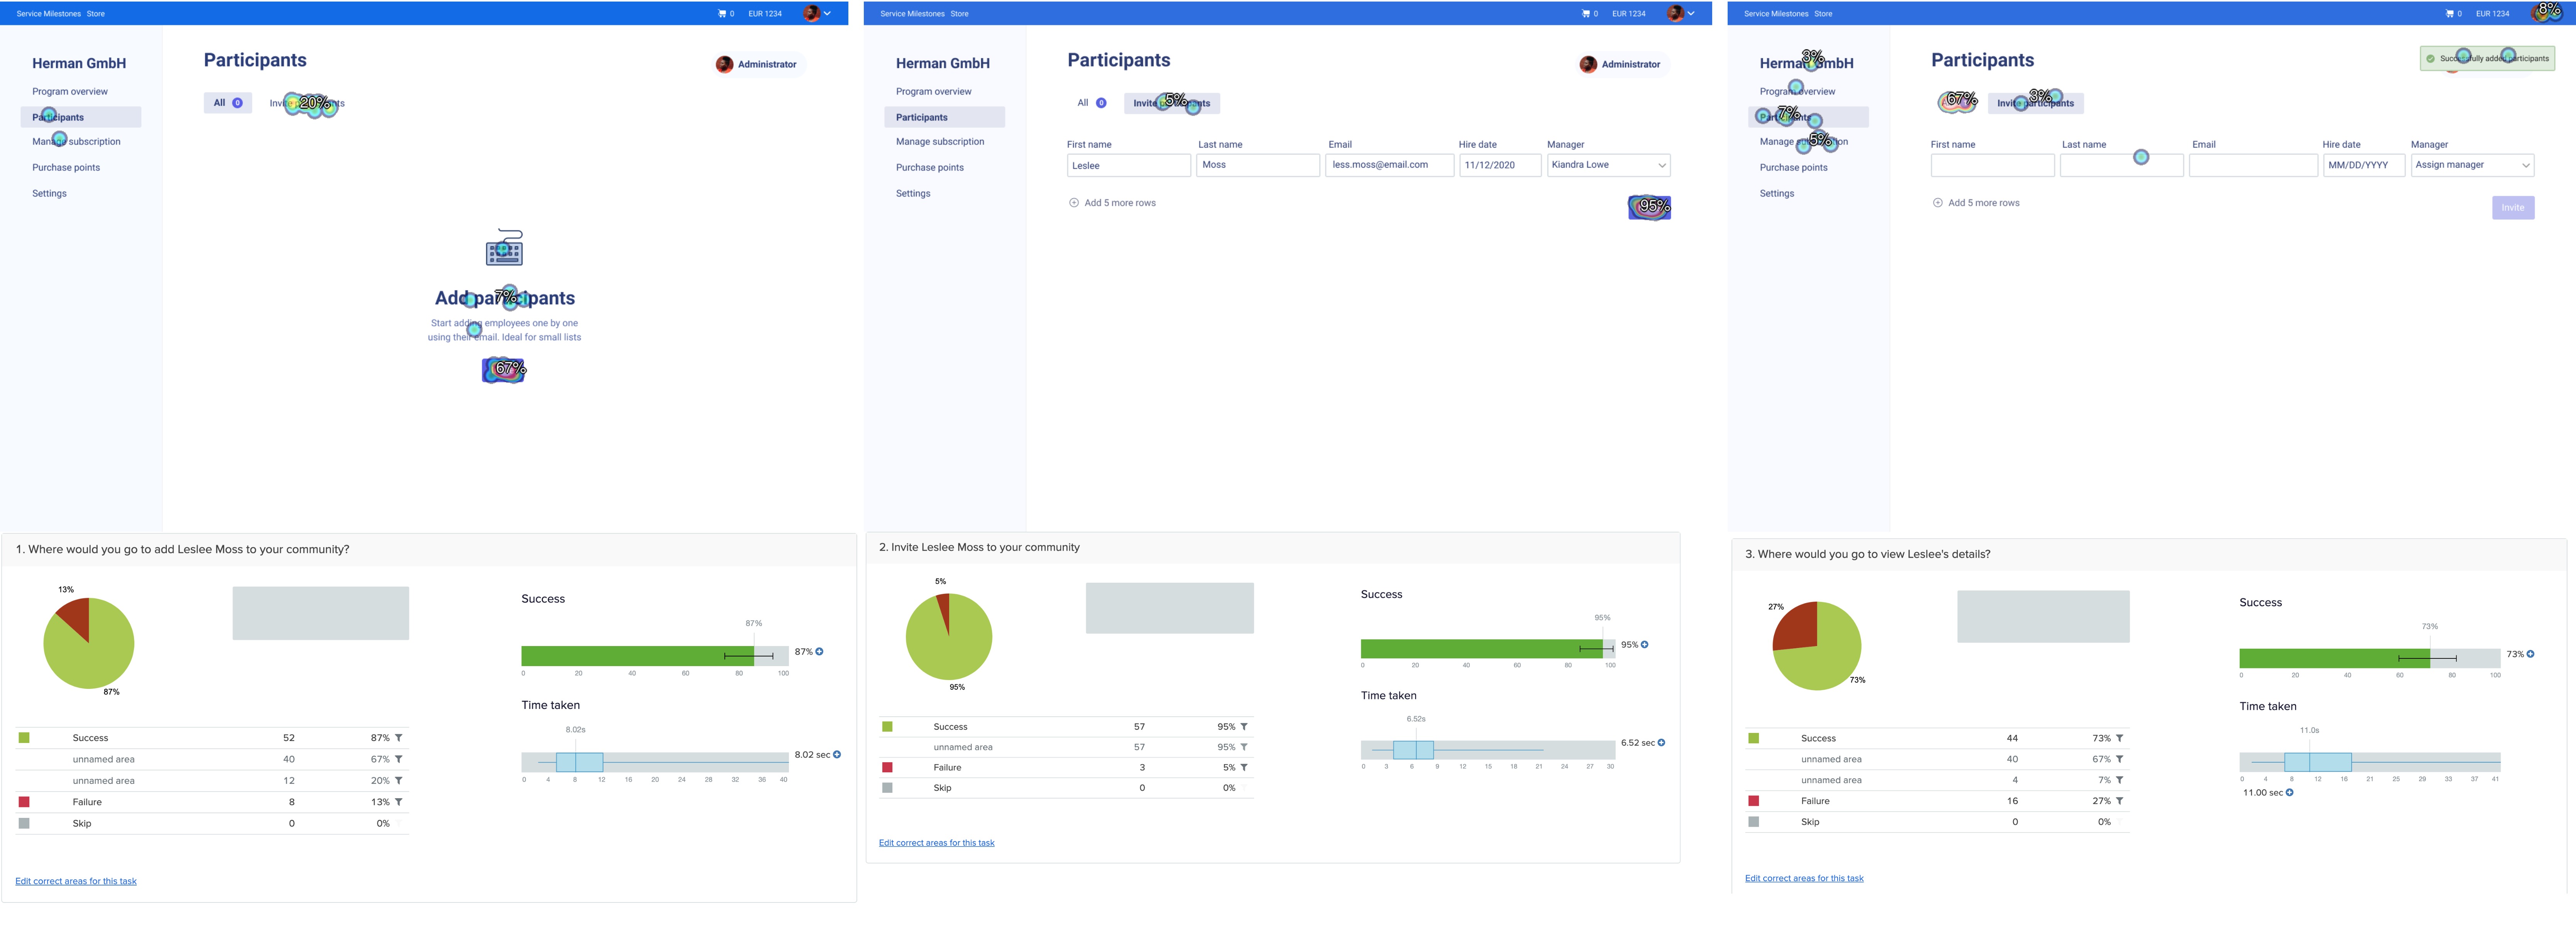 Service Milestones Store
0 EUR 1234
Herman GmbH
Program overview
Participants
Manage subscription
Purchase points
Settings
Participants
Administrator
All 0
Invite participants
20%
Add participants
7%
Start adding employees one by one
using their email. Ideal for small lists
67%
Service Milestones Store
0 EUR 1234
Herman GmbH
Program overview
Participants
Manage subscription
Purchase points
Settings
Participants
Administrator
All 0
Invite participants
5%
First name Last name Email Hire date Manager
Leslee Moss less.moss@email.com 11/12/2020 Kiandra Lowe
Add 5 more rows
95%
Service Milestones Store
0 EUR 1234
8%
Herman GmbH
3%
Program overview
Participants
7%
Manage subscription
5%
Purchase points
Settings
Participants
Successfully added participants
67%
Invite participants
3%
First name Last name Email Hire date Manager
MM/DD/YYYY Assign manager
Add 5 more rows
Invite
1. Where would you go to add Leslee Moss to your community?
13%
87%
Success
87%
87%
0 20 40 60 80 100
Time taken
8.02s
8.02 sec
0 4 8 12 16 20 24 28 32 36 40
Success 52 87%
unnamed area 40 67%
unnamed area 12 20%
Failure 8 13%
Skip 0 0%
Edit correct areas for this task
2. Invite Leslee Moss to your community
5%
95%
Success
95%
95%
0 20 40 60 80 100
Time taken
6.52s
6.52 sec
0 3 6 9 12 15 18 21 24 27 30
Success 57 95%
unnamed area 57 95%
Failure 3 5%
Skip 0 0%
Edit correct areas for this task
3. Where would you go to view Leslee's details?
27%
73%
Success
73%
73%
0 20 40 60 80 100
Time taken
11.0s
0 4 8 12 16 21 25 29 33 37 41
11.00 sec
Success 44 73%
unnamed area 40 67%
unnamed area 4 7%
Failure 16 27%
Skip 0 0%
Edit correct areas for this task